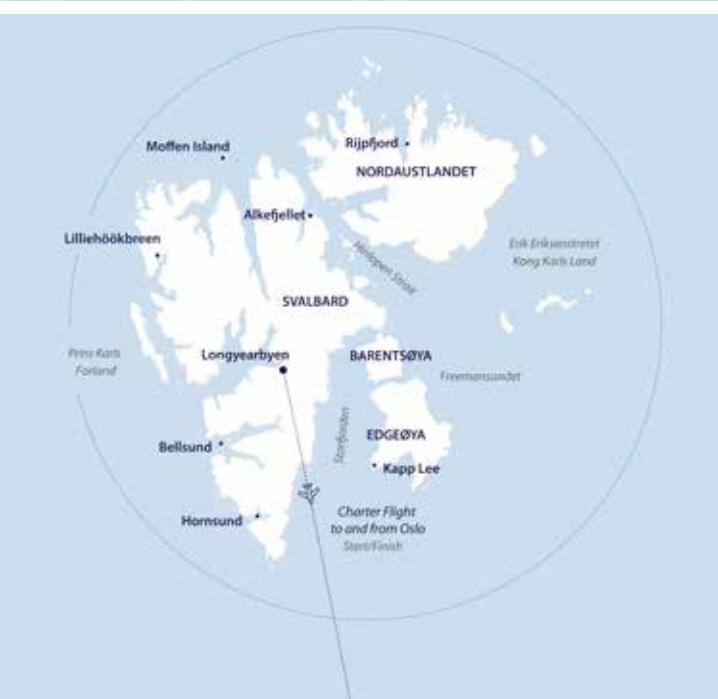 Moffen Island
Rijpfjord
NORDAUSTLANDET
Alkefjellet
Lilliehöökbreen
Hinlopen Strait
Erik Eriksenstretet
Kong Karls Land
SVALBARD
Prins Karls
Forland
Longyearbyen
BARENTSØYA
Freemansundet
Storfjorden
EDGEØYA
Bellsund
Kapp Lee
Hornsund
Charter Flight
to and from Oslo
Start/Finish